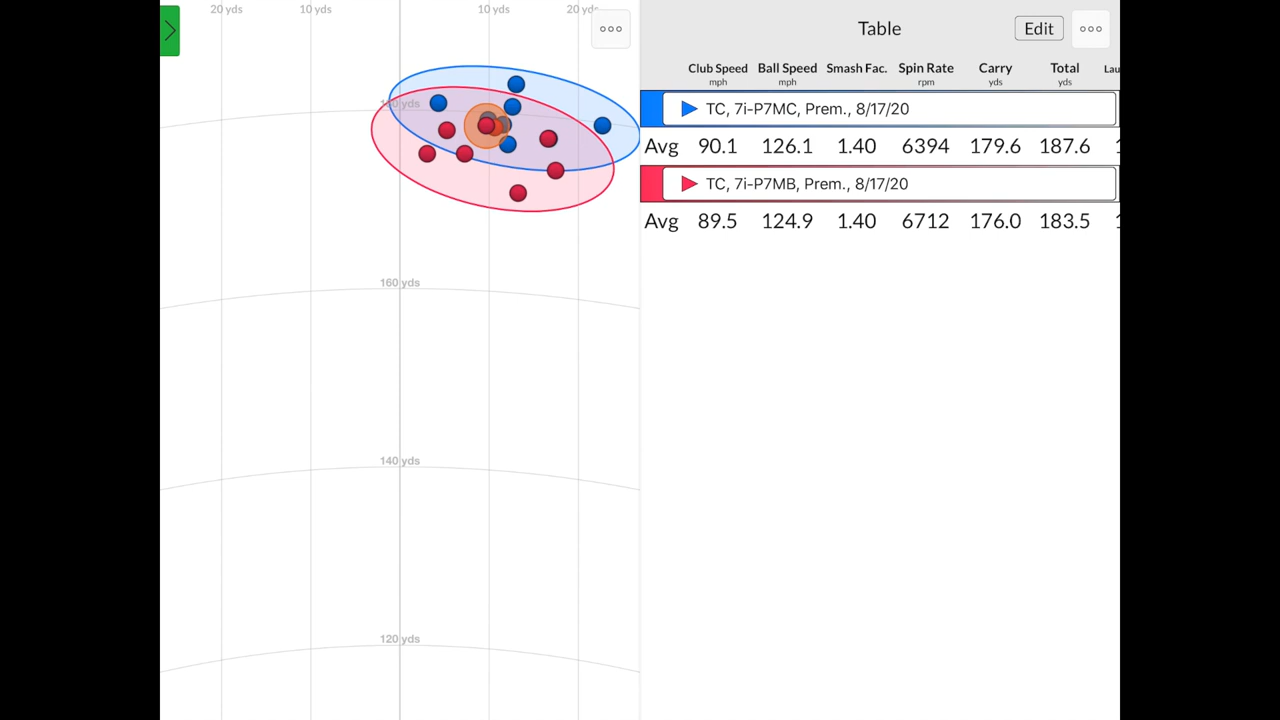 20 yds 10 yds 10 yds 20 yds
160 yds
140 yds
120 yds
Table
Edit
Club Speed Ball Speed Smash Fac. Spin Rate Carry Total Lau
mph mph rpm yds yds
TC, 7i-P7MC, Prem., 8/17/20
Avg 90.1 126.1 1.40 6394 179.6 187.6
TC, 7i-P7MB, Prem., 8/17/20
Avg 89.5 124.9 1.40 6712 176.0 183.5